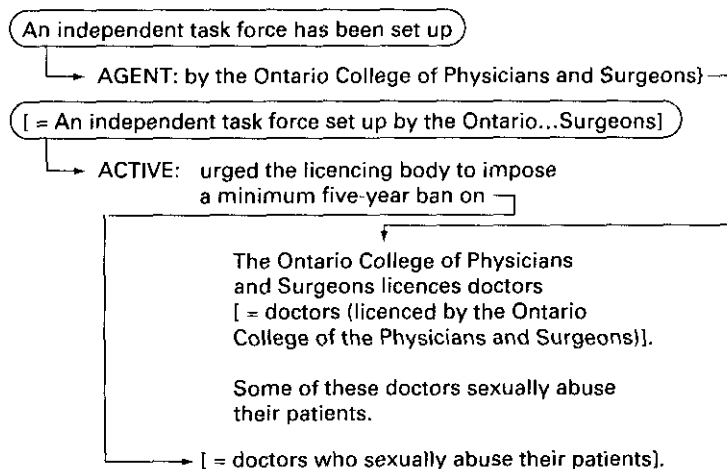 An independent task force has been set up
AGENT: by the Ontario College of Physicians and Surgeons}
[ = An independent task force set up by the Ontario...Surgeons]
ACTIVE: urged the licencing body to impose
a minimum five-year ban on
The Ontario College of Physicians
and Surgeons licences doctors
[ = doctors (licenced by the Ontario
College of the Physicians and Surgeons)].
Some of these doctors sexually abuse
their patients.
[ = doctors who sexually abuse their patients].